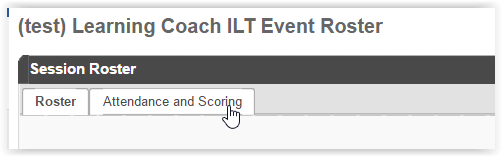 (test) Learning Coach ILT Event Roster
Session Roster
Roster
Attendance and Scoring